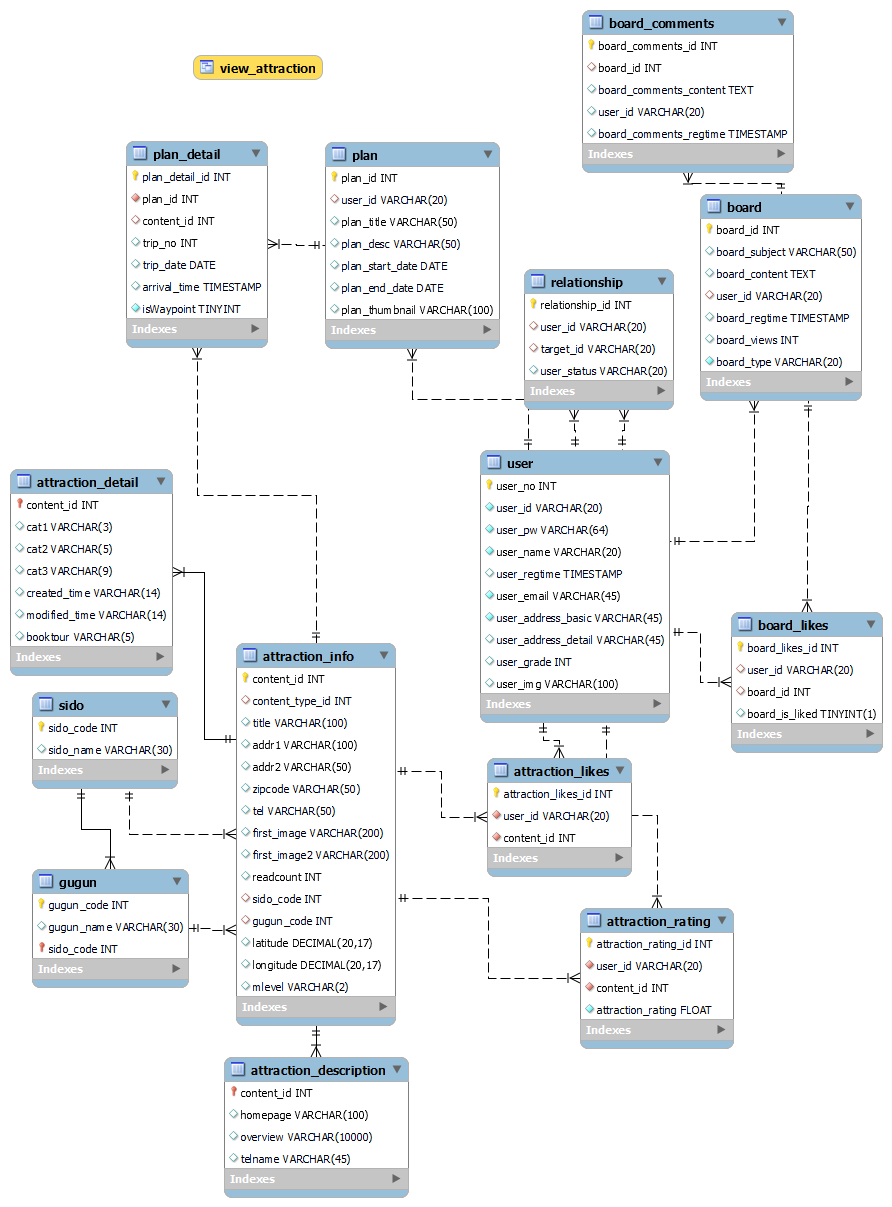 board_comments
board_comments_id INT
board_id INT
board_comments_content TEXT
user_id VARCHAR(20)
board_comments_regtime TIMESTAMP
Indexes
view_attraction
plan_detail
plan_detail_id INT
plan_id INT
content_id INT
trip_no INT
trip_date DATE
arrival_time TIMESTAMP
isWaypoint TINYINT
Indexes
plan
plan_id INT
user_id VARCHAR(20)
plan_title VARCHAR(50)
plan_desc VARCHAR(50)
plan_start_date DATE
plan_end_date DATE
plan_thumbnail VARCHAR(100)
Indexes
board
board_id INT
board_subject VARCHAR(50)
board_content TEXT
user_id VARCHAR(20)
board_regtime TIMESTAMP
board_views INT
board_type VARCHAR(20)
Indexes
relationship
relationship_id INT
user_id VARCHAR(20)
target_id VARCHAR(20)
user_status VARCHAR(20)
Indexes
user
user_no INT
user_id VARCHAR(20)
user_pw VARCHAR(64)
user_name VARCHAR(20)
user_regtime TIMESTAMP
user_email VARCHAR(45)
user_address_basic VARCHAR(45)
user_address_detail VARCHAR(45)
user_grade INT
user_img VARCHAR(100)
Indexes
attraction_detail
content_id INT
cat1 VARCHAR(3)
cat2 VARCHAR(5)
cat3 VARCHAR(9)
created_time VARCHAR(14)
modified_time VARCHAR(14)
booktour VARCHAR(5)
Indexes
board_likes
board_likes_id INT
user_id VARCHAR(20)
board_id INT
board_is_liked TINYINT(1)
Indexes
attraction_info
content_id INT
content_type_id INT
title VARCHAR(100)
addr1 VARCHAR(100)
addr2 VARCHAR(50)
zipcode VARCHAR(50)
tel VARCHAR(50)
first_image VARCHAR(200)
first_image2 VARCHAR(200)
readcount INT
sido_code INT
gugun_code INT
latitude DECIMAL(20,17)
longitude DECIMAL(20,17)
mlevel VARCHAR(2)
Indexes
sido
sido_code INT
sido_name VARCHAR(30)
Indexes
attraction_likes
attraction_likes_id INT
user_id VARCHAR(20)
content_id INT
Indexes
gugun
gugun_code INT
gugun_name VARCHAR(30)
sido_code INT
Indexes
attraction_rating
attraction_rating_id INT
user_id VARCHAR(20)
content_id INT
attraction_rating FLOAT
Indexes
attraction_description
content_id INT
homepage VARCHAR(100)
overview VARCHAR(10000)
telname VARCHAR(45)
Indexes